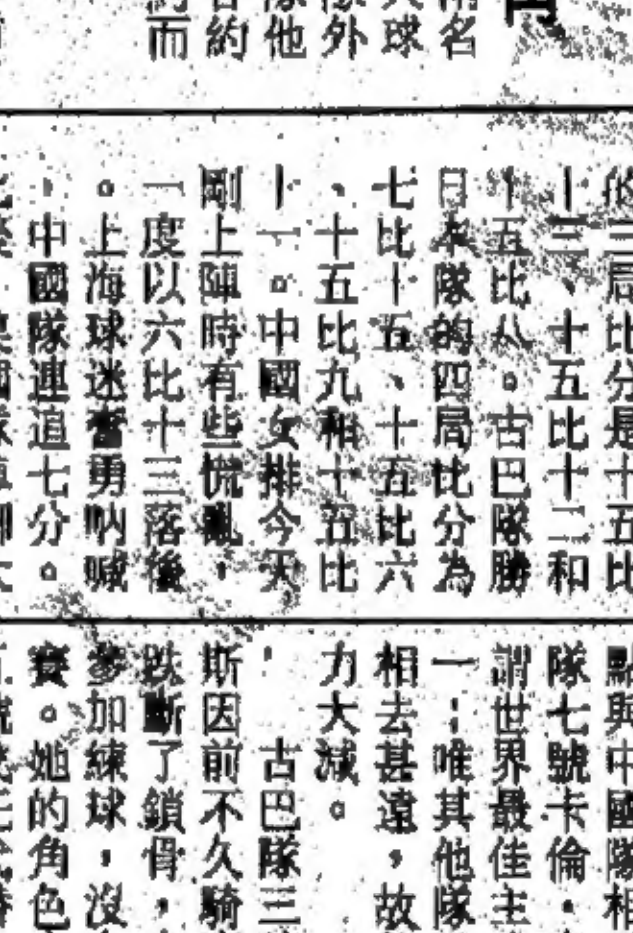 名
球
外
他
約
而
的三局比分是十五比
十三、十五比十二和
十五比八。古巴隊勝
日本隊的四局比分為
七比十五、十五比六
、十五比九和十五比
十一。中國女排今天
剛上陣時有些慌亂，
一度以六比十三落後
。上海球迷奮勇吶喊
，中國隊連追七分。
點與中國隊相
隊七號卡倫・
謂世界最佳主
一；唯其他隊
相去甚遠，故
力大減。
古巴隊三
斯因前不久騎
跌斷了鎖骨，
參加練球，沒
賽。她的角色